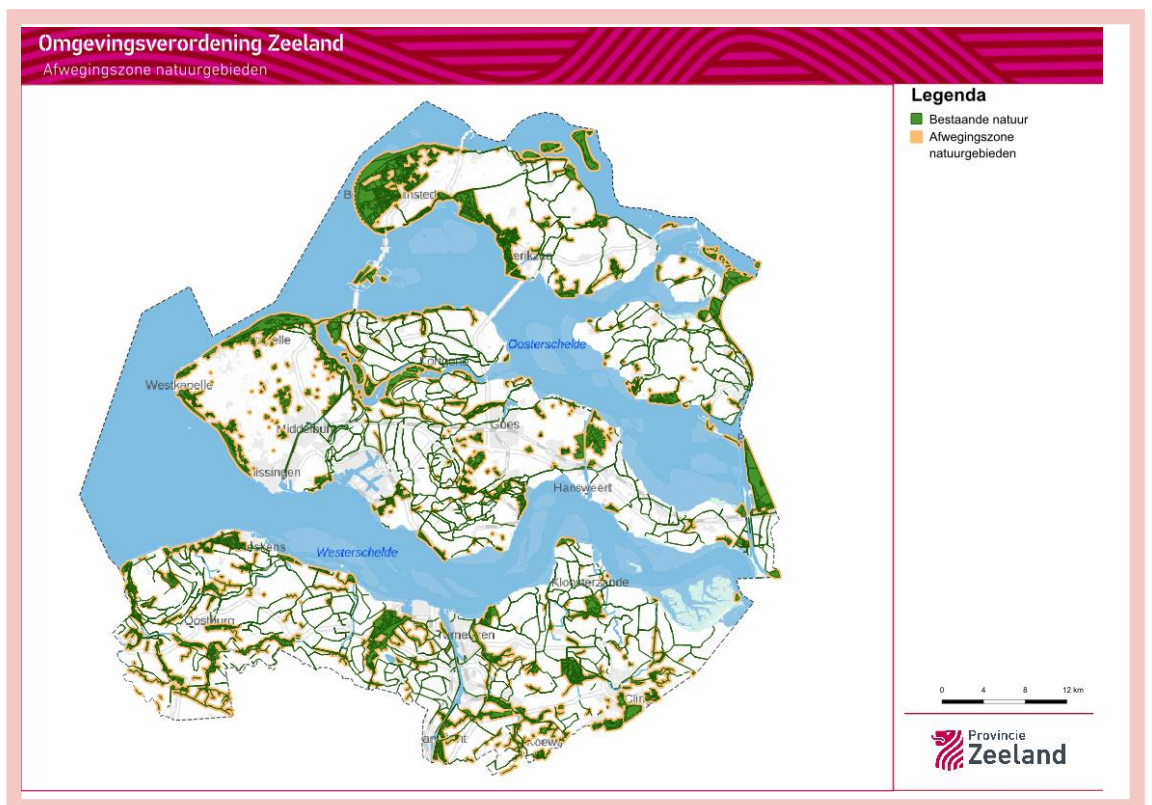 Omgevingsverordening Zeeland
Afwegingszone natuurgebieden
Legenda
Bestaande natuur
Afwegingszone
natuurgebieden
Oosterschelde
Westkapelle
Middelburg
Goes
Hansweert
Westerschelde
Kloosterzande
Oostburg
0 4 8 12 km
Provincie
Zeeland